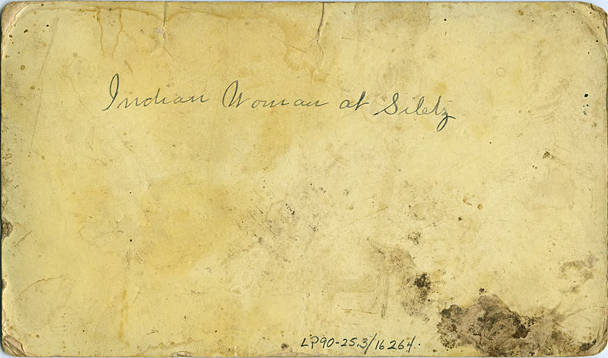 Indian Woman at Siletz
LP90-25.3/16264.